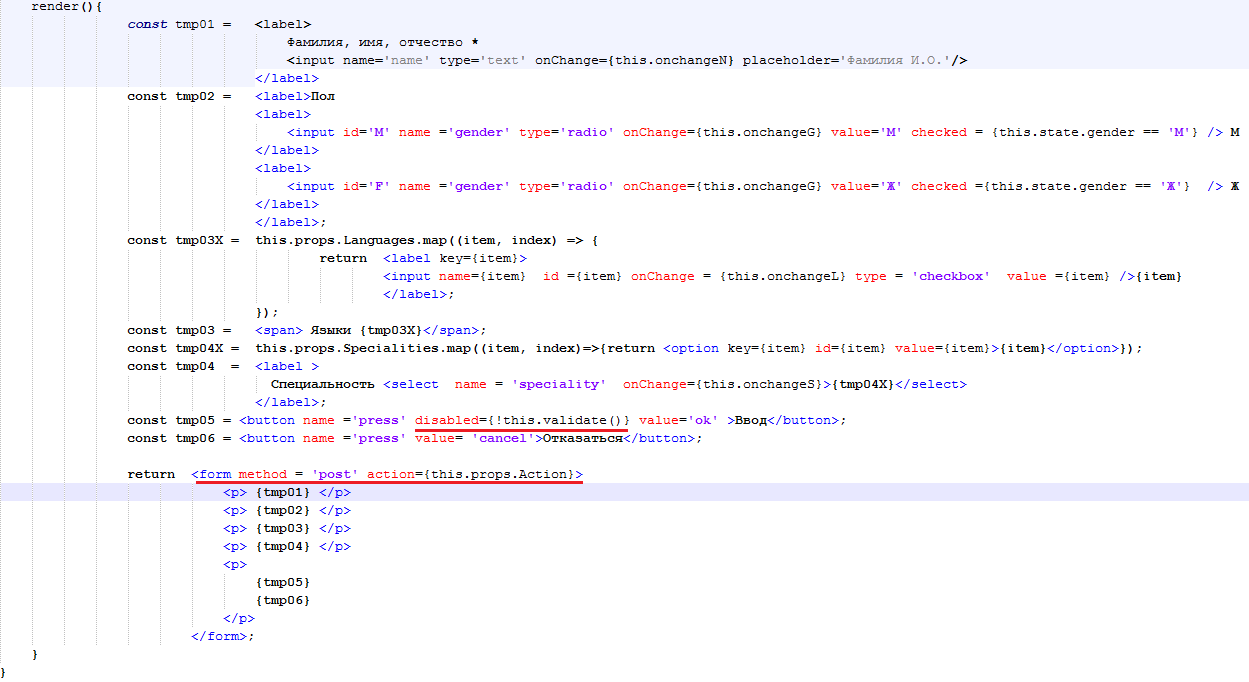 render(){
const tmp01 = <label>
Фамилия, имя, отчество *
<input name='name' type='text' onChange={this.onchangeN} placeholder='Фамилия И.О.'/>
</label>
const tmp02 = <label>Пол
<label>
<input id='M' name ='gender' type='radio' onChange={this.onchangeG} value='M' checked = {this.state.gender == 'M'} /> М
</label>
<label>
<input id='F' name ='gender' type='radio' onChange={this.onchangeG} value='Ж' checked ={this.state.gender == 'Ж'} /> Ж
</label>
</label>;
const tmp03X = this.props.Languages.map((item, index) => {
return <label key={item}>
<input name={item} id ={item} onChange = {this.onchangeL} type = 'checkbox' value ={item} />{item}
</label>;
});
const tmp03 = <span> Языки {tmp03X}</span>;
const tmp04X = this.props.Specialities.map((item, index)=>{return <option key={item} id={item} value={item}>{item}</option>});
const tmp04 = <label >
Специальность <select name = 'speciality' onChange={this.onchangeS}>{tmp04X}</select>
</label>;
const tmp05 = <button name ='press' disabled={!this.validate()} value='ok' >Ввод</button>;
const tmp06 = <button name ='press' value= 'cancel'>Отказаться</button>;
return <form method = 'post' action={this.props.Action}>
<p> {tmp01} </p>
<p> {tmp02} </p>
<p> {tmp03} </p>
<p> {tmp04} </p>
<p>
{tmp05}
{tmp06}
</p>
</form>;
}
}